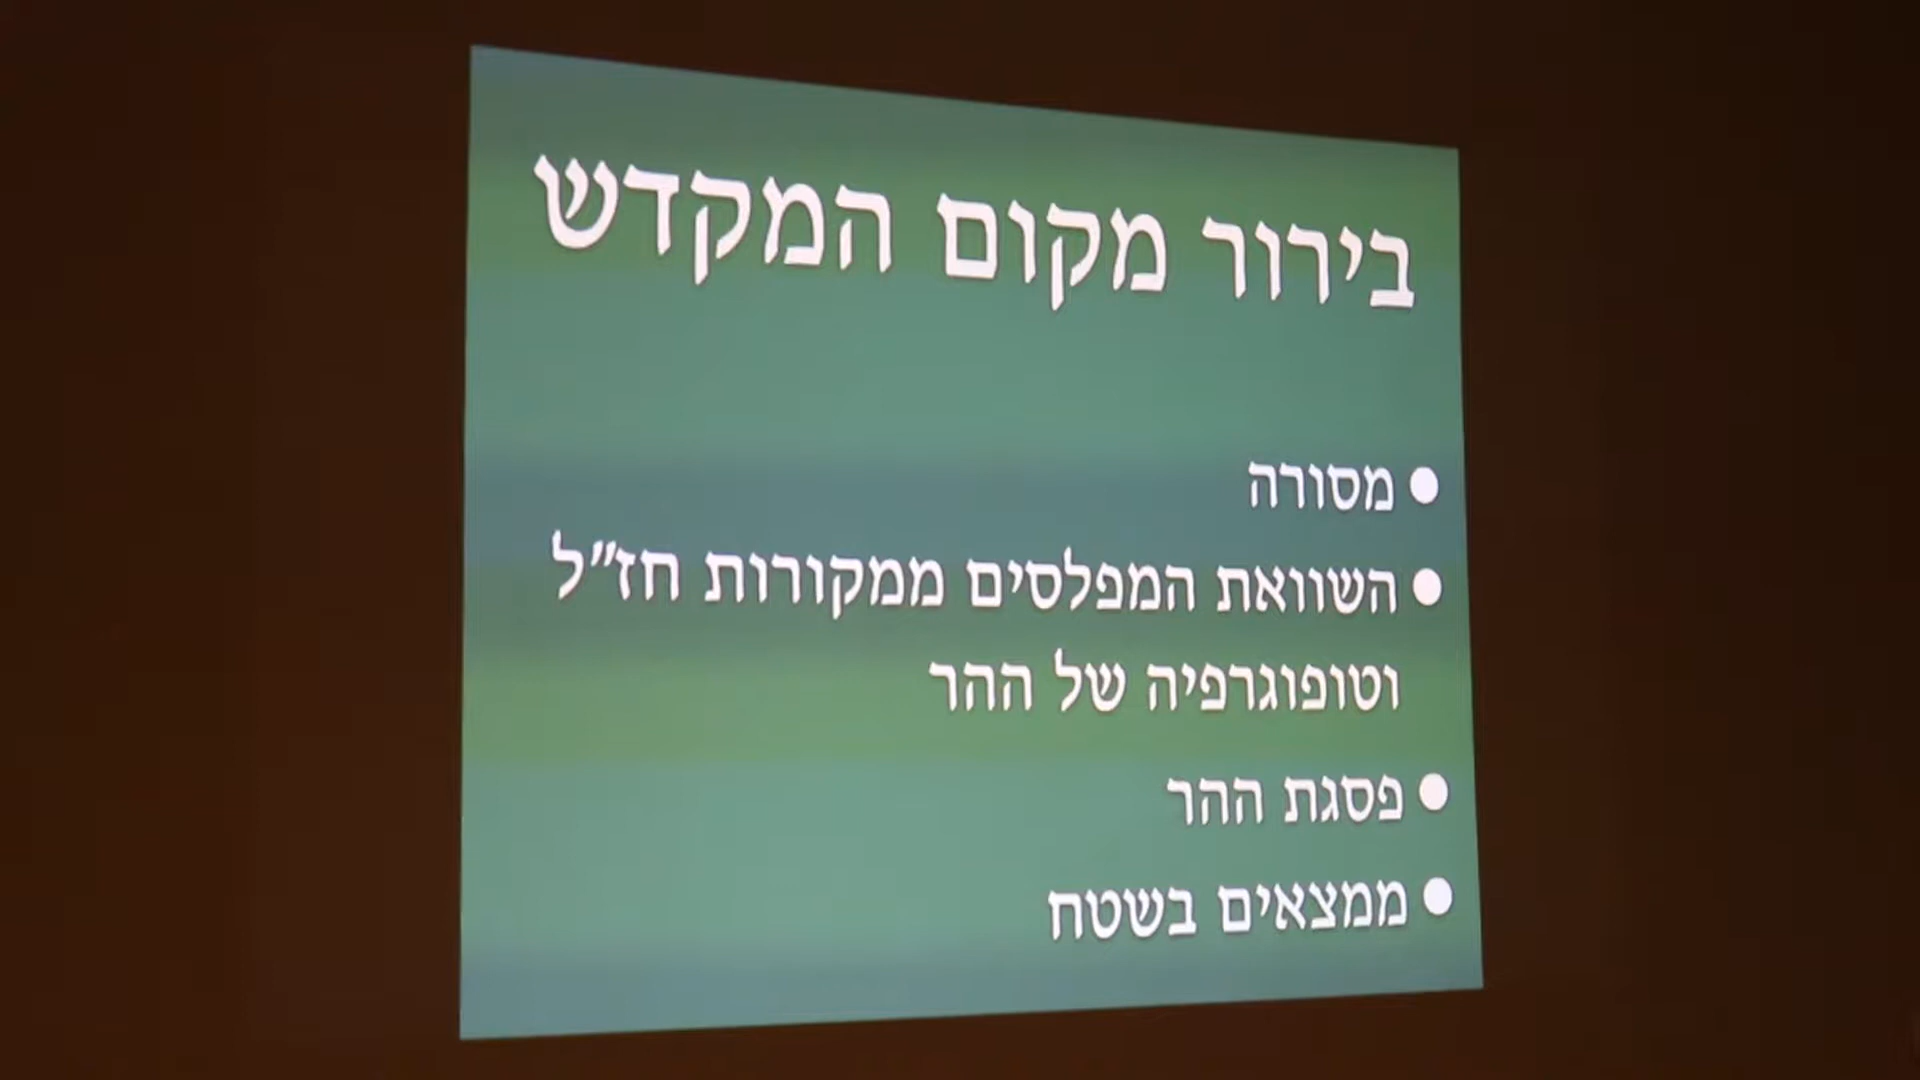 בירור מקום המקדש
• מסורה
• השוואת המפלסים ממקורות חז״ל
וטופוגרפיה של ההר
• פסגת ההר
• ממצאים בשטח